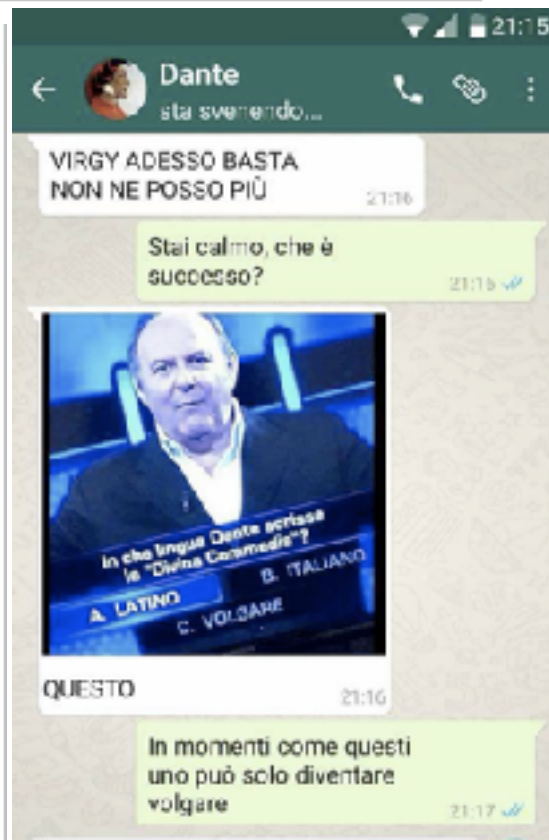 21:15
Dante
sta svenendo...
VIRGY ADESSO BASTA
NON NE POSSO PIÙ
21:16
Stai calmo, che è
successo?
21:16
in che lingua Dante scrisse
la "Divina Commedia"?
A. LATINO
B. ITALIANO
C. VOLGARE
QUESTO
21:16
In momenti come questi
uno può solo diventare
volgare
21:17